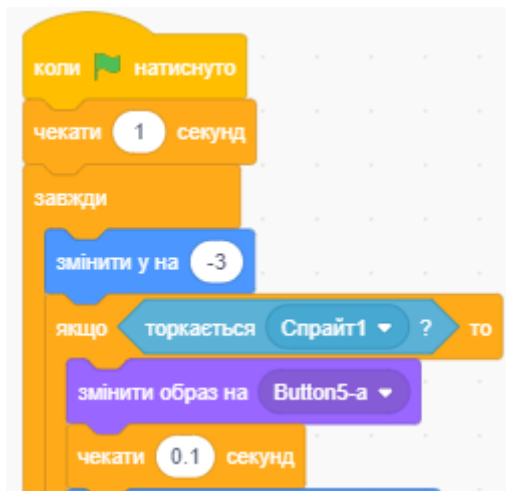 коли натиснуто
чекати 1 секунд
завжди
змінити y на -3
якщо торкається Спрайт1 ? то
змінити образ на Button5-a
чекати 0.1 секунд